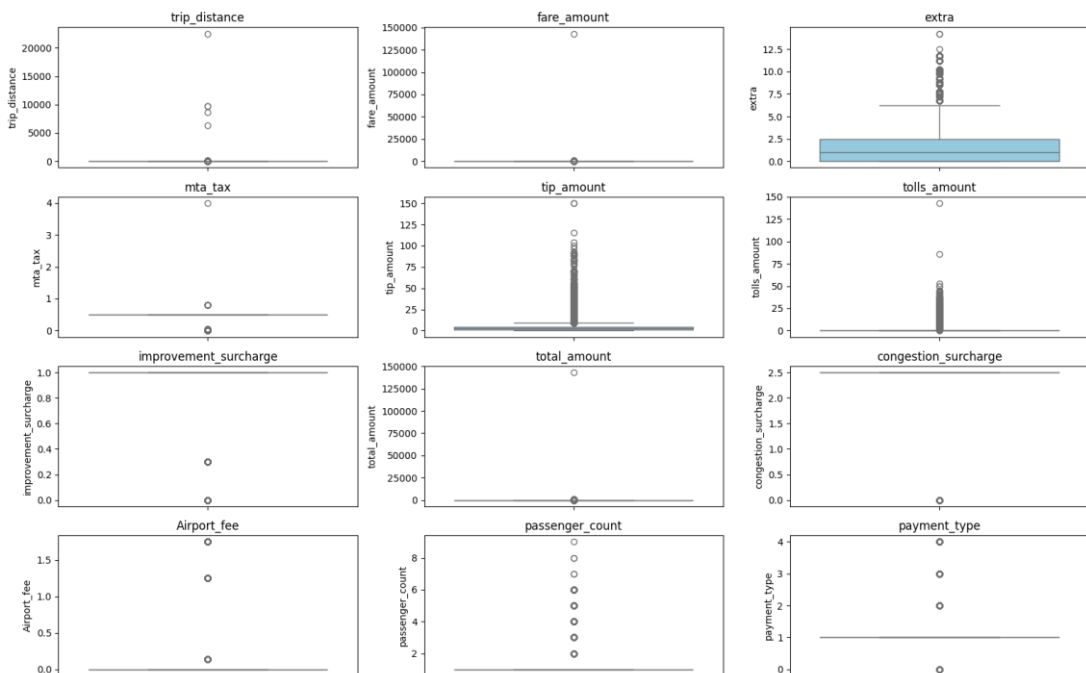 trip_distance
trip_distance
20000
15000
10000
5000
0
fare_amount
fare_amount
150000
125000
100000
75000
50000
25000
0
extra
extra
12.5
10.0
7.5
5.0
2.5
0.0
mta_tax
mta_tax
4
3
2
1
0
tip_amount
tip_amount
150
125
100
75
50
25
0
tolls_amount
tolls_amount
150
125
100
75
50
25
0
improvement_surcharge
improvement_surcharge
1.0
0.8
0.6
0.4
0.2
0.0
total_amount
total_amount
150000
125000
100000
75000
50000
25000
0
congestion_surcharge
congestion_surcharge
2.5
2.0
1.5
1.0
0.5
0.0
Airport_fee
Airport_fee
1.5
1.0
0.5
0.0
passenger_count
passenger_count
8
6
4
2
payment_type
payment_type
4
3
2
1
0